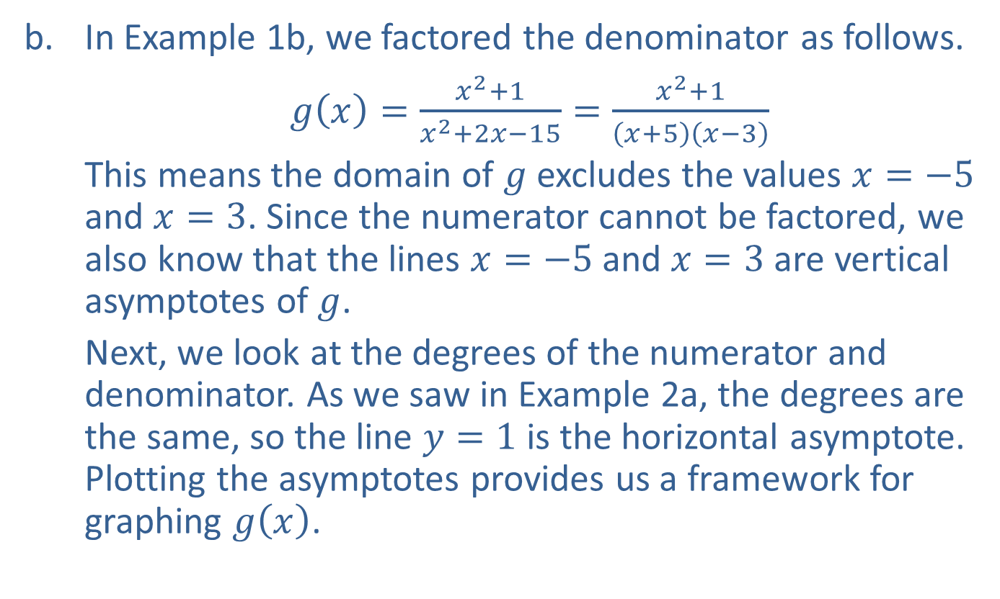 b. In Example 1b, we factored the denominator as follows.
g(x) = \frac{x^2+1}{x^2+2x−15} = \frac{x^2+1}{(x+5)(x−3)}
This means the domain of g excludes the values x = −5
and x = 3. Since the numerator cannot be factored, we
also know that the lines x = −5 and x = 3 are vertical
asymptotes of g.
Next, we look at the degrees of the numerator and
denominator. As we saw in Example 2a, the degrees are
the same, so the line y = 1 is the horizontal asymptote.
Plotting the asymptotes provides us a framework for
graphing g(x).